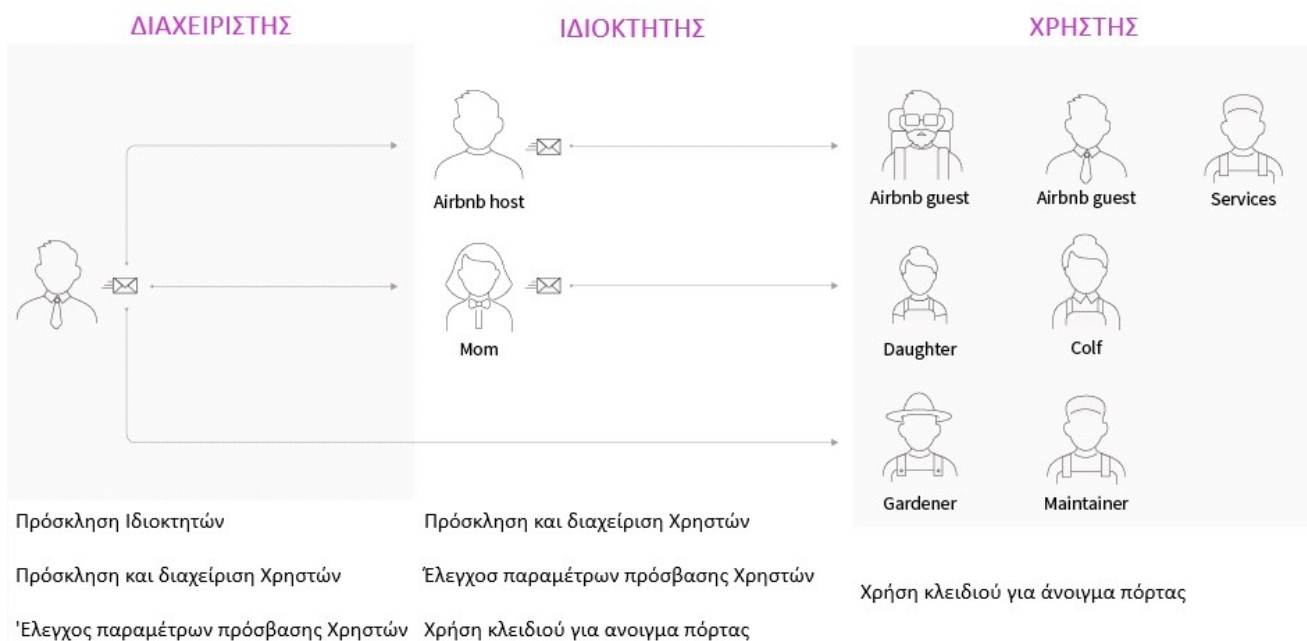 ΔΙΑΧΕΙΡΙΣΤΗΣ
ΙΔΙΟΚΤΗΤΗΣ
ΧΡΗΣΤΗΣ
Airbnb host
Airbnb guest
Airbnb guest
Services
Mom
Daughter
Colf
Gardener
Maintainer
Πρόσκληση Ιδιοκτητών
Πρόσκληση και διαχείριση Χρηστών
'Ελεγχος παραμέτρων πρόσβασης Χρηστών
Πρόσκληση και διαχείριση Χρηστών
Έλεγχοσ παραμέτρων πρόσβασης Χρηστών
Χρήση κλειδιού για ανοιγμα πόρτας
Χρήση κλειδιού για άνοιγμα πόρτας